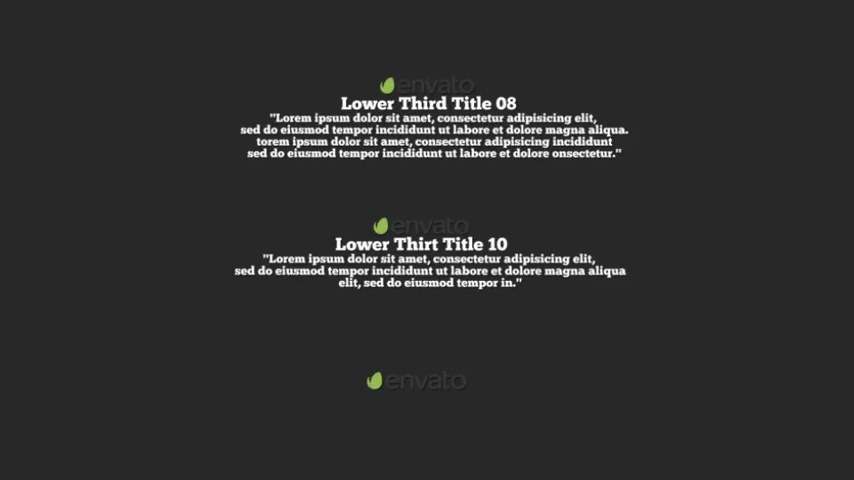 envato
Lower Third Title 08
"Lorem ipsum dolor sit amet, consectetur adipisicing elit,
sed do eiusmod tempor incididunt ut labore et dolore magna aliqua.
torem ipsum dolor sit amet, consectetur adipisicing incididunt
sed do eiusmod tempor incididunt ut labore et dolore onsectetur."
envato
Lower Thirt Title 10
"Lorem ipsum dolor sit amet, consectetur adipisicing elit,
sed do eiusmod tempor incididunt ut labore et dolore magna aliqua
elit, sed do eiusmod tempor in."
envato